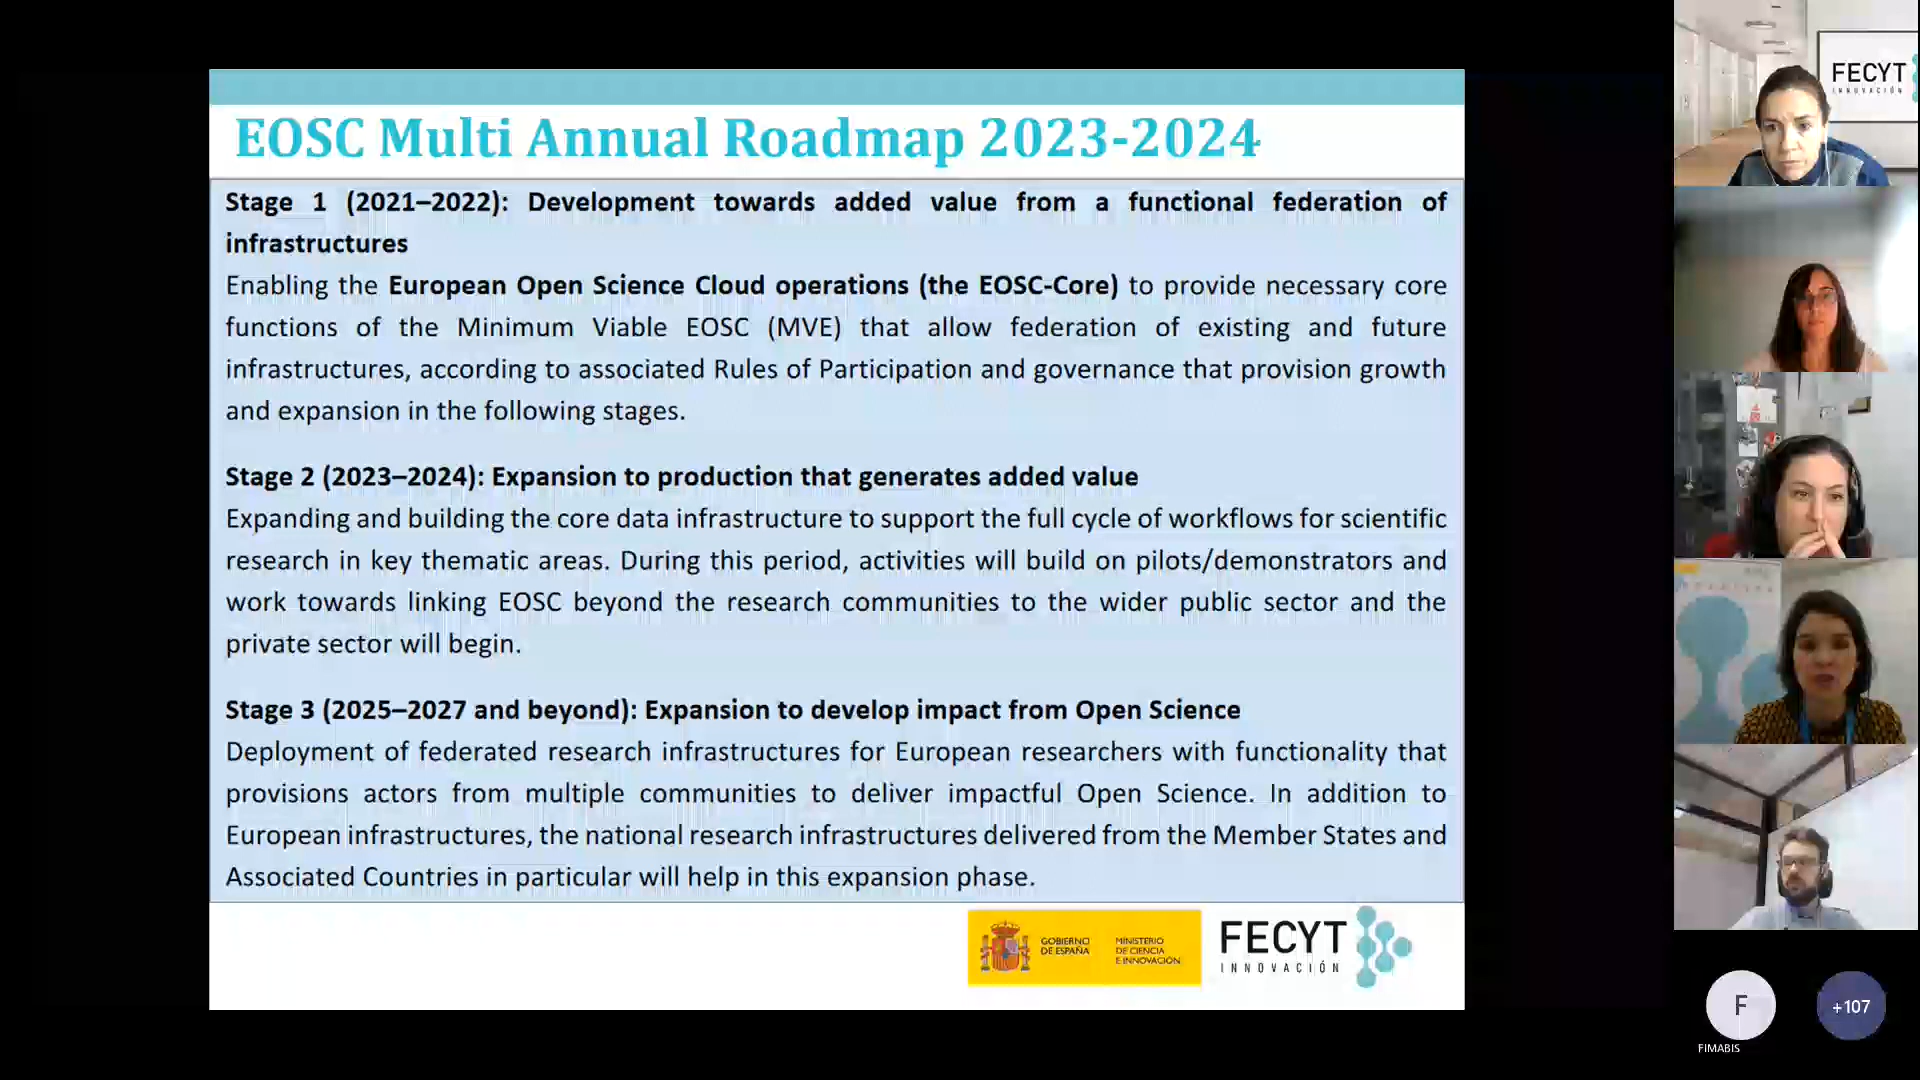 EOSC Multi Annual Roadmap 2023-2024
Stage 1 (2021–2022): Development towards added value from a functional federation of
infrastructures
Enabling the European Open Science Cloud operations (the EOSC-Core) to provide necessary core
functions of the Minimum Viable EOSC (MVE) that allow federation of existing and future
infrastructures, according to associated Rules of Participation and governance that provision growth
and expansion in the following stages.
Stage 2 (2023–2024): Expansion to production that generates added value
Expanding and building the core data infrastructure to support the full cycle of workflows for scientific
research in key thematic areas. During this period, activities will build on pilots/demonstrators and
work towards linking EOSC beyond the research communities to the wider public sector and the
private sector will begin.
Stage 3 (2025–2027 and beyond): Expansion to develop impact from Open Science
Deployment of federated research infrastructures for European researchers with functionality that
provisions actors from multiple communities to deliver impactful Open Science. In addition to
European infrastructures, the national research infrastructures delivered from the Member States and
Associated Countries in particular will help in this expansion phase.
GOBIERNO
DE ESPAÑA
MINISTERIO
DE CIENCIA
E INNOVACIÓN
FECYT
INNOVACIÓN
FECYT
INNOVACIÓN
F
FIMABIS
+107